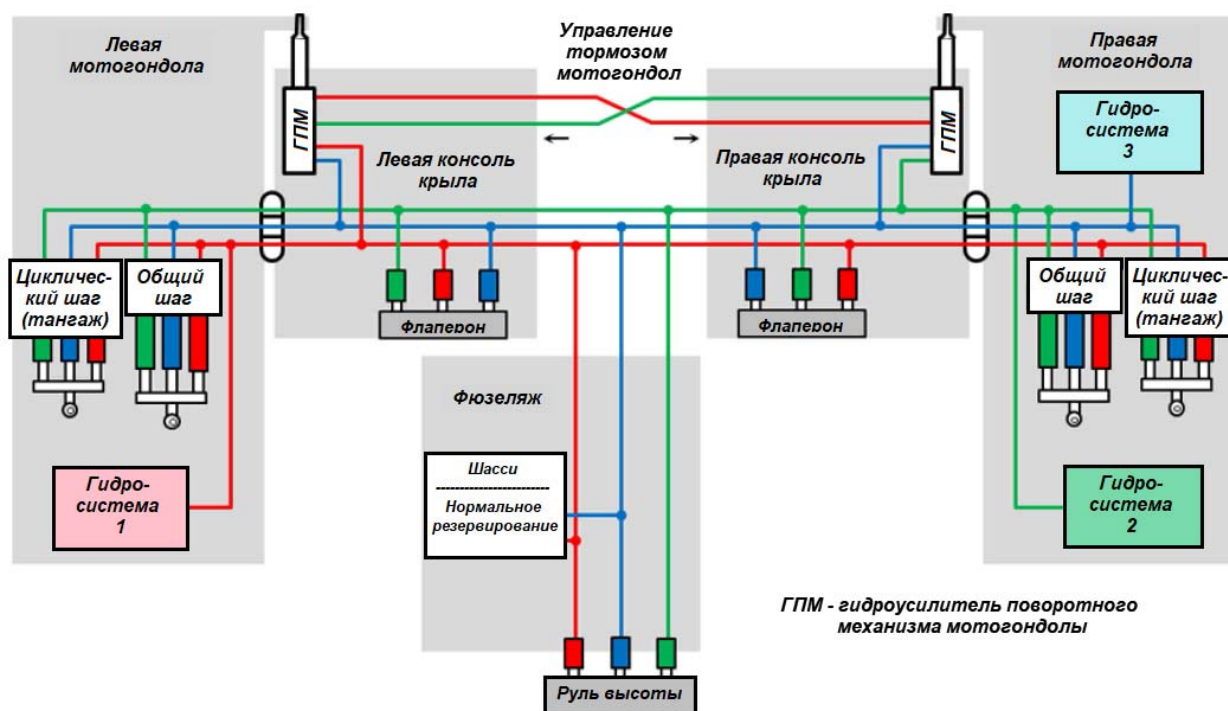 Левая
мотогондола
Управление
тормозом
мотогондол
Правая
мотогондола
ГПМ
ГПМ
Гидро-
система
3
Левая консоль
крыла
Правая консоль
крыла
Цикличес-
кий шаг
(тангаж)
Общий
шаг
Флаперон
Флаперон
Общий
шаг
Цикличес-
кий шаг
(тангаж)
Фюзеляж
Гидро-
система
1
Шасси
Нормальное
резервирование
Гидро-
система
2
ГПМ - гидроусилитель поворотного
механизма мотогондолы
Руль высоты